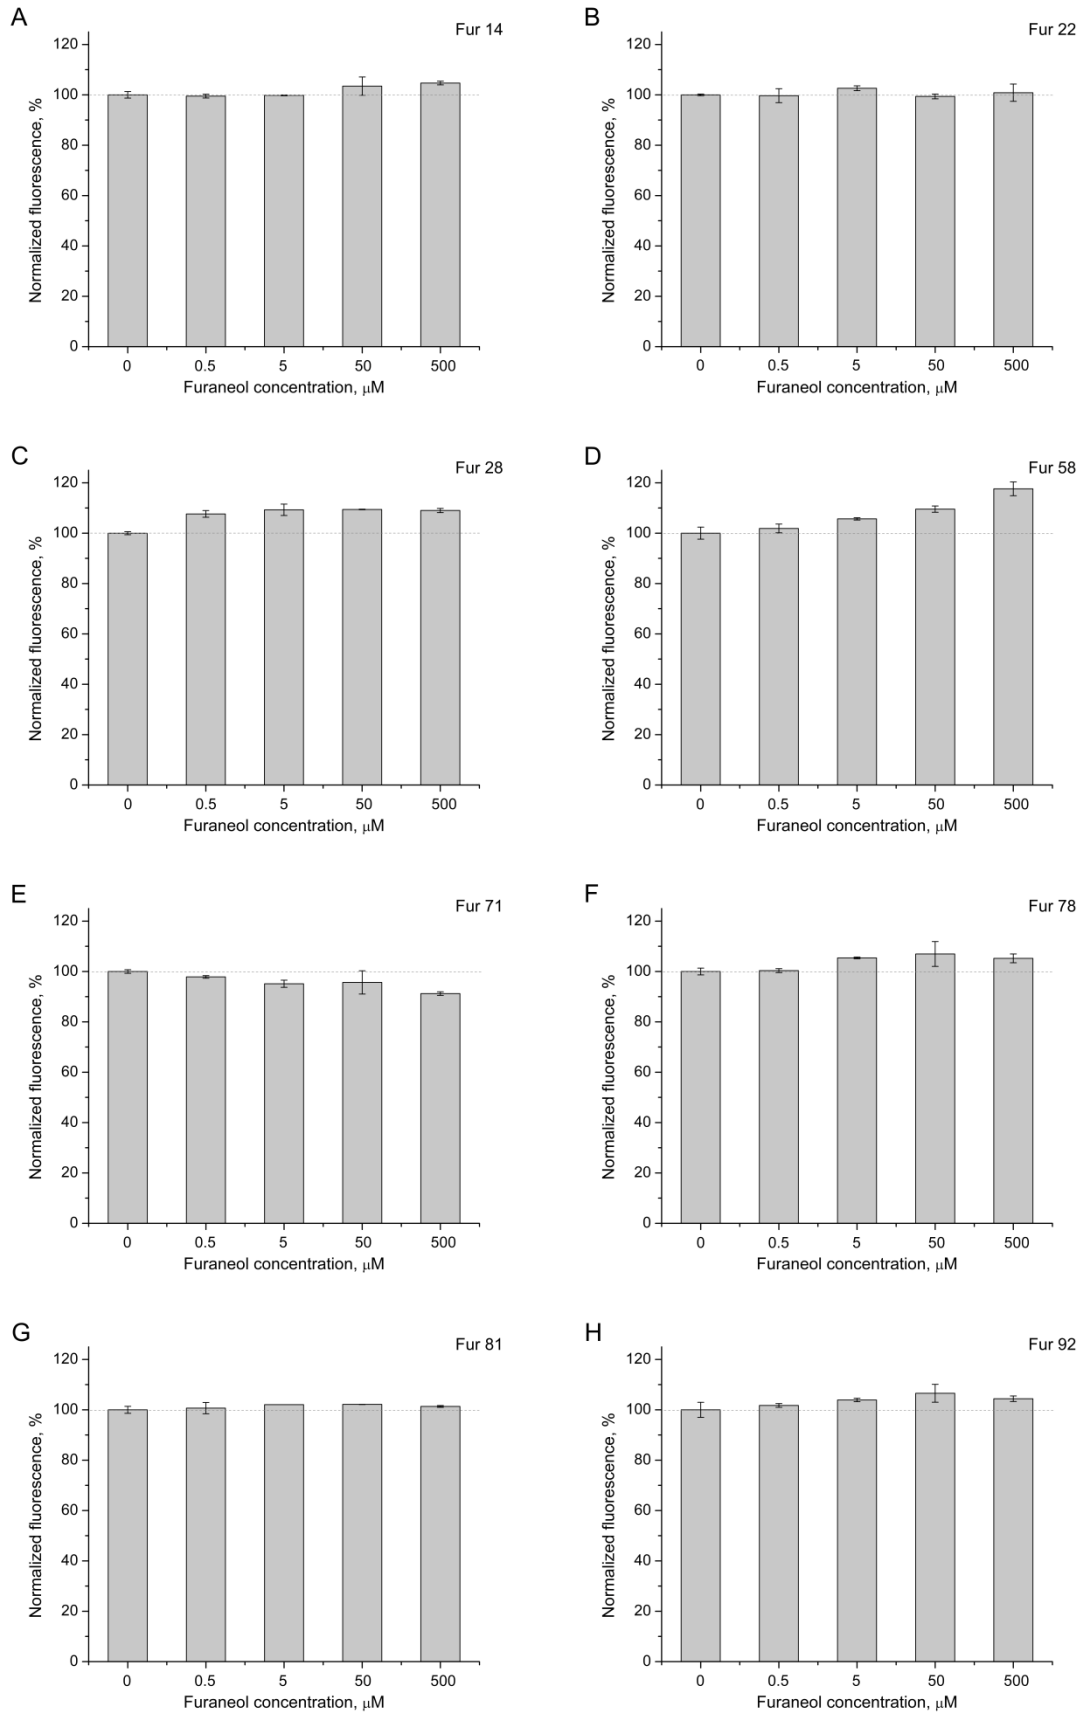 A
Fur 14
120
100
80
60
40
20
0
Normalized fluorescence, %
0 0.5 5 50 500
Furaneol concentration, μM
B
Fur 22
120
100
80
60
40
20
0
Normalized fluorescence, %
0 0.5 5 50 500
Furaneol concentration, μM
C
Fur 28
120
100
80
60
40
20
0
Normalized fluorescence, %
0 0.5 5 50 500
Furaneol concentration, μM
D
Fur 58
120
100
80
60
40
20
0
Normalized fluorescence, %
0 0.5 5 50 500
Furaneol concentration, μM
E
Fur 71
120
100
80
60
40
20
0
Normalized fluorescence, %
0 0.5 5 50 500
Furaneol concentration, μM
F
Fur 78
120
100
80
60
40
20
0
Normalized fluorescence, %
0 0.5 5 50 500
Furaneol concentration, μM
G
Fur 81
120
100
80
60
40
20
0
Normalized fluorescence, %
0 0.5 5 50 500
Furaneol concentration, μM
H
Fur 92
120
100
80
60
40
20
0
Normalized fluorescence, %
0 0.5 5 50 500
Furaneol concentration, μM